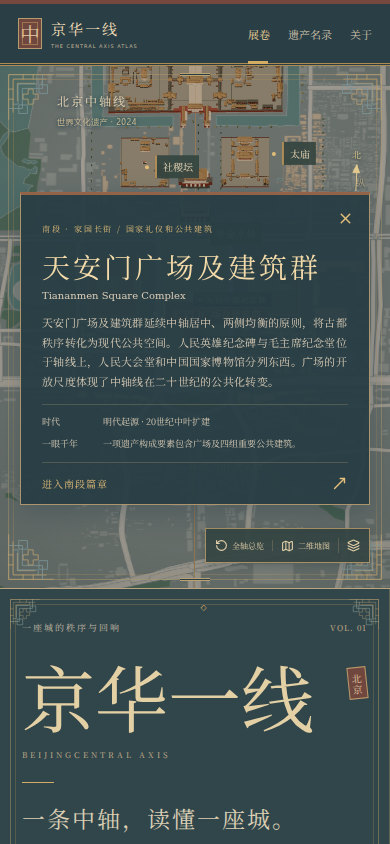 中 京华一线
THE CENTRAL AXIS ATLAS
展卷 遗产名录 关于
北京中轴线
世界文化遗产 · 2024
太庙
社稷坛
北
南段 · 家国长街 / 国家礼仪和公共建筑
天安门广场及建筑群
Tiananmen Square Complex
天安门广场及建筑群延续中轴居中、两侧均衡的原则，将古都
秩序转化为现代公共空间。人民英雄纪念碑与毛主席纪念堂位
于轴线上，人民大会堂和中国国家博物馆分列东西。广场的开
放尺度体现了中轴线在二十世纪的公共化转变。
时代 明代起源 · 20世纪中叶扩建
一眼千年 一项遗产构成要素包含广场及四组重要公共建筑。
进入南段篇章
全轴总览 二维地图
一座城的秩序与回响 VOL. 01
京华一线
北京
BEIJINGCENTRAL AXIS
一条中轴，读懂一座城。